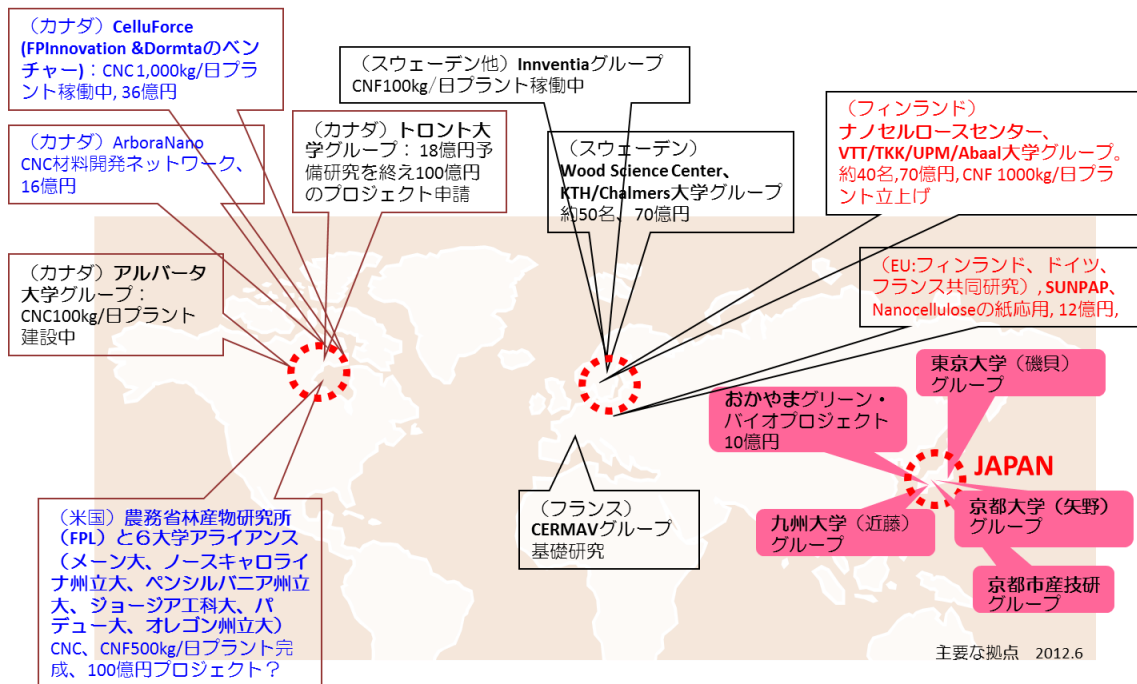 （カナダ）CelluForce
(FPInnovation &Dormtaのベン
チャー)：CNC 1,000kg/日プラ
ント稼働中, 36億円
（カナダ）ArboraNano
CNC材料開発ネットワーク、
16億円
（カナダ）アルバータ
大学グループ：
CNC100kg/日プラント
建設中
（カナダ）トロント大
学グループ： 18億円予
備研究を終え100億円
のプロジェクト申請
（スウェーデン他）Innventiaグループ
CNF100kg/日プラント稼働中
（スウェーデン）
Wood Science Center、
KTH/Chalmers大学グループ
約50名、70億円
（フィンランド）
ナノセルロースセンター、
VTT/TKK/UPM/Abaal大学グループ。
約40名,70億円, CNF 1000kg/日プラ
ント立上げ
（EU:フィンランド、ドイツ、
フランス共同研究）, SUNPAP、
Nanocelluloseの紙応用, 12億円,
東京大学（磯貝）
グループ
おかやまグリーン・
バイオプロジェクト
10億円
JAPAN
九州大学（近藤）
グループ
京都大学（矢野）
グループ
京都市産技研
グループ
（フランス）
CERMAVグループ
基礎研究
（米国）農務省林産物研究所
（FPL）と６大学アライアンス
（メーン大、ノースキャロライ
ナ州立大、ペンシルバニア州立
大、ジョージア工科大、パ
デュー大、オレゴン州立大）
CNC、CNF500kg/日プラント完
成、100億円プロジェクト？
主要な拠点 2012.6